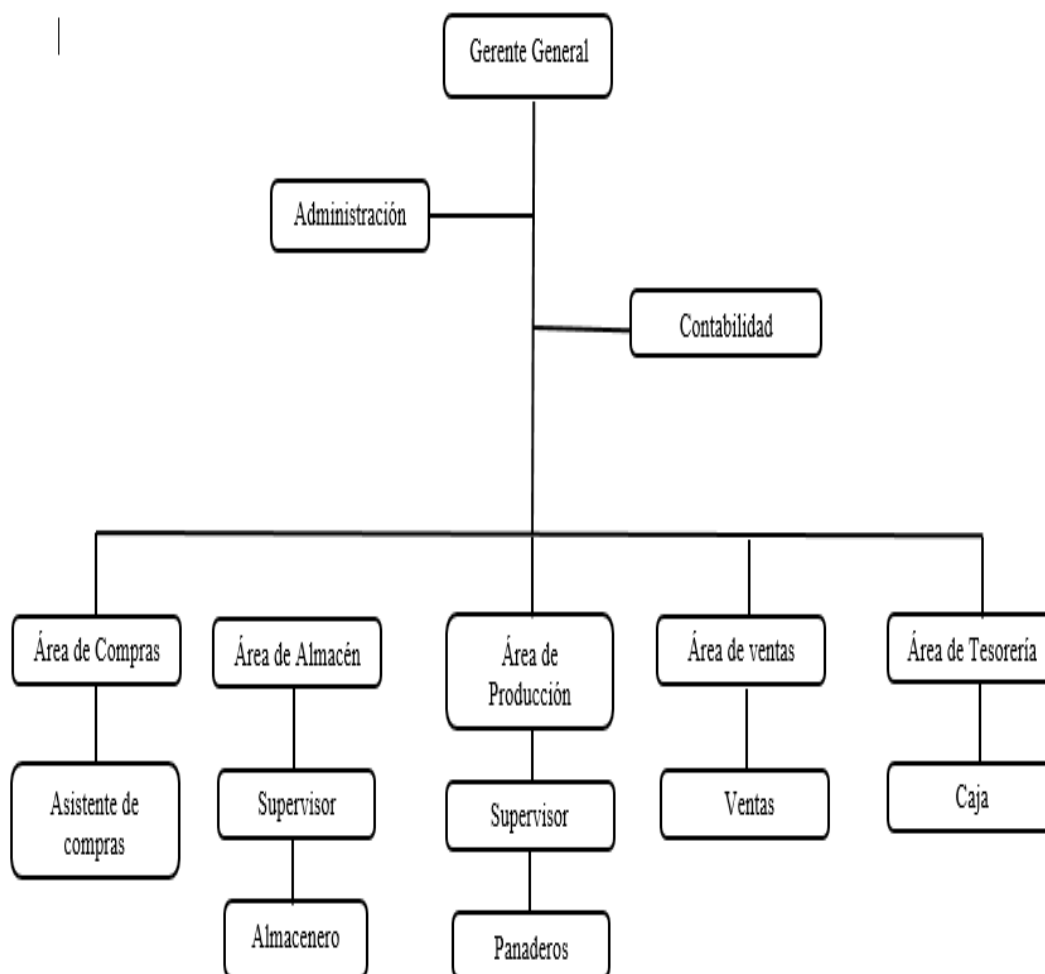 Gerente General
Administración
Contabilidad
Área de Compras
Área de Almacén
Área de
Producción
Área de ventas
Área de Tesorería
Asistente de
compras
Supervisor
Supervisor
Ventas
Caja
Almacenero
Panaderos